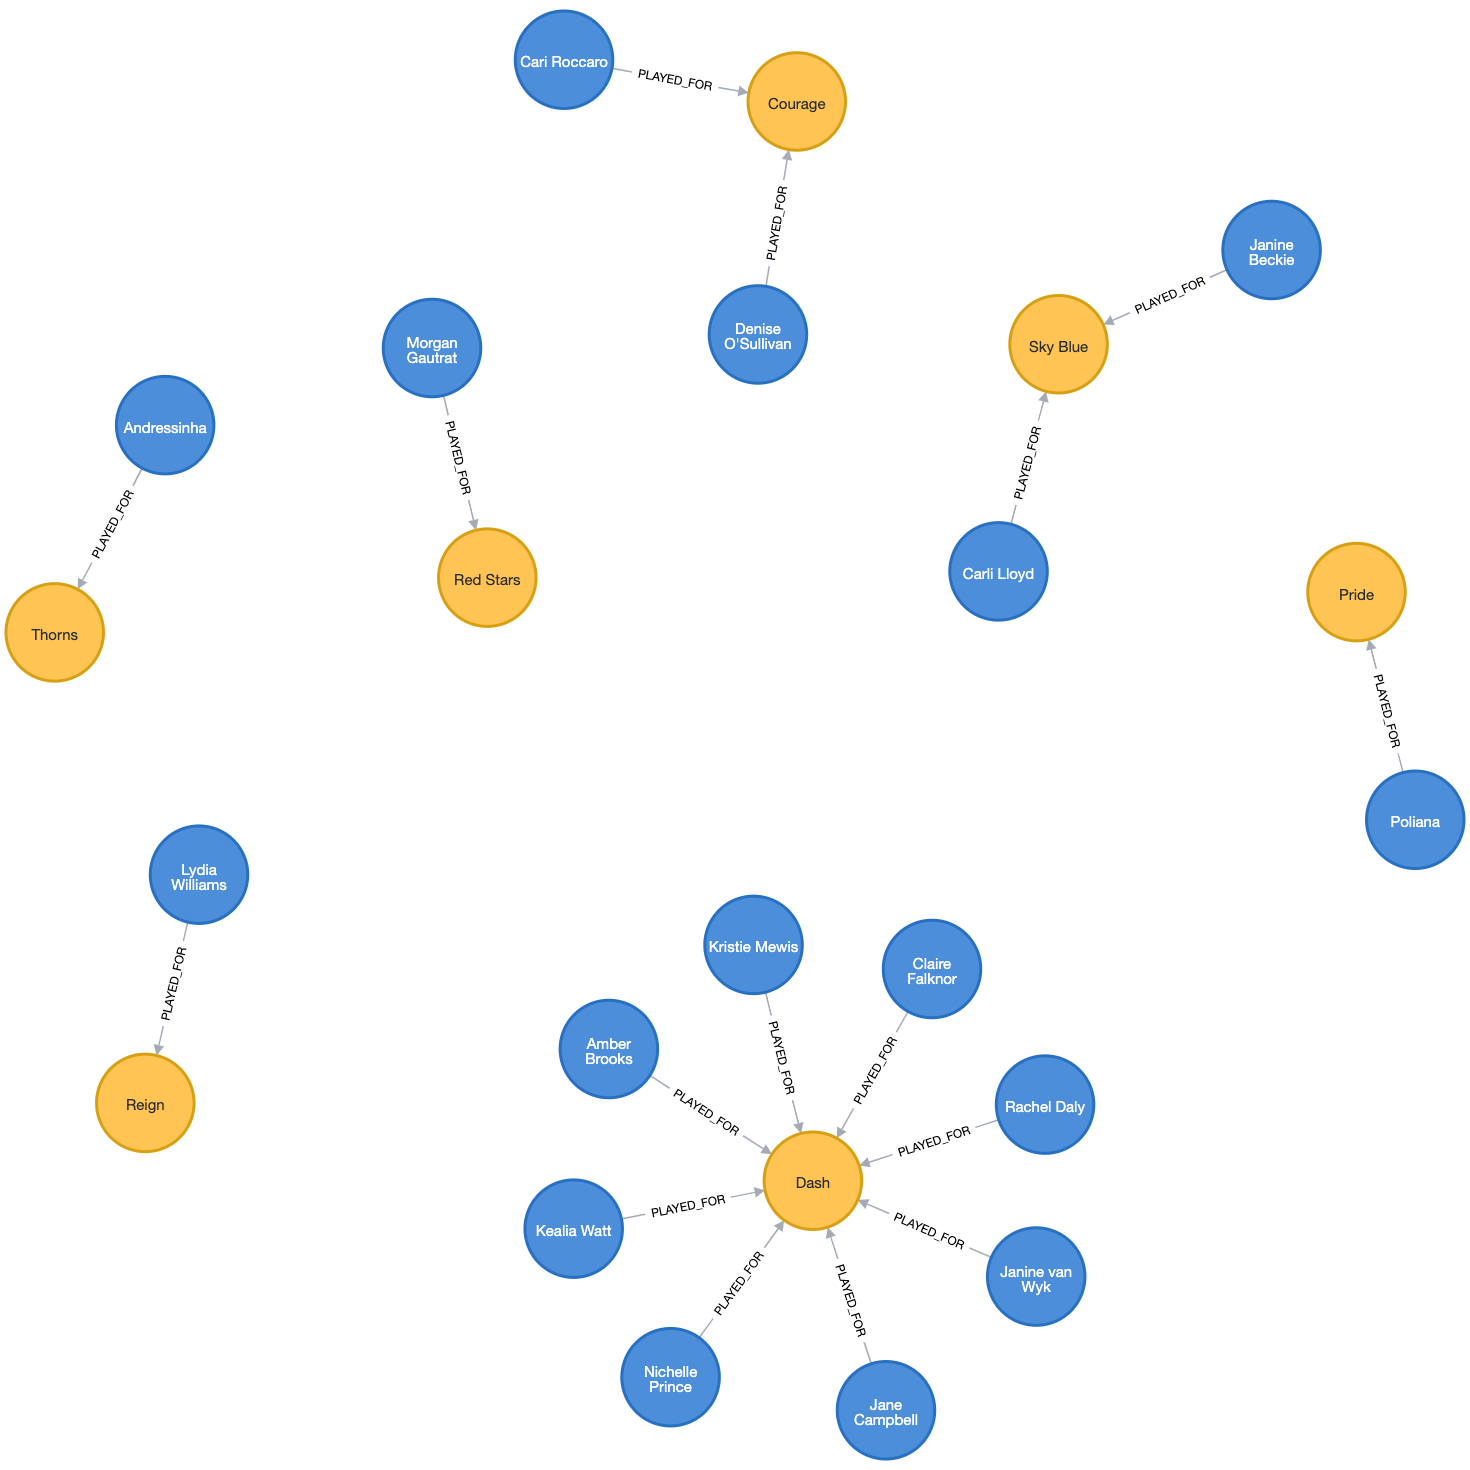 Cari Roccaro
PLAYED_FOR
Courage
PLAYED_FOR
Denise
O'Sullivan
Janine
Beckie
PLAYED_FOR
Sky Blue
PLAYED_FOR
Carli Lloyd
Morgan
Gautrat
PLAYED_FOR
Red Stars
Andressinha
PLAYED_FOR
Thorns
Pride
PLAYED_FOR
Poliana
Lydia
Williams
PLAYED_FOR
Reign
Kristie Mewis
PLAYED_FOR
Claire
Falknor
PLAYED_FOR
Amber
Brooks
PLAYED_FOR
Rachel Daly
PLAYED_FOR
Dash
Kealia Watt
PLAYED_FOR
PLAYED_FOR
Janine van
Wyk
PLAYED_FOR
Nichelle
Prince
PLAYED_FOR
Jane
Campbell